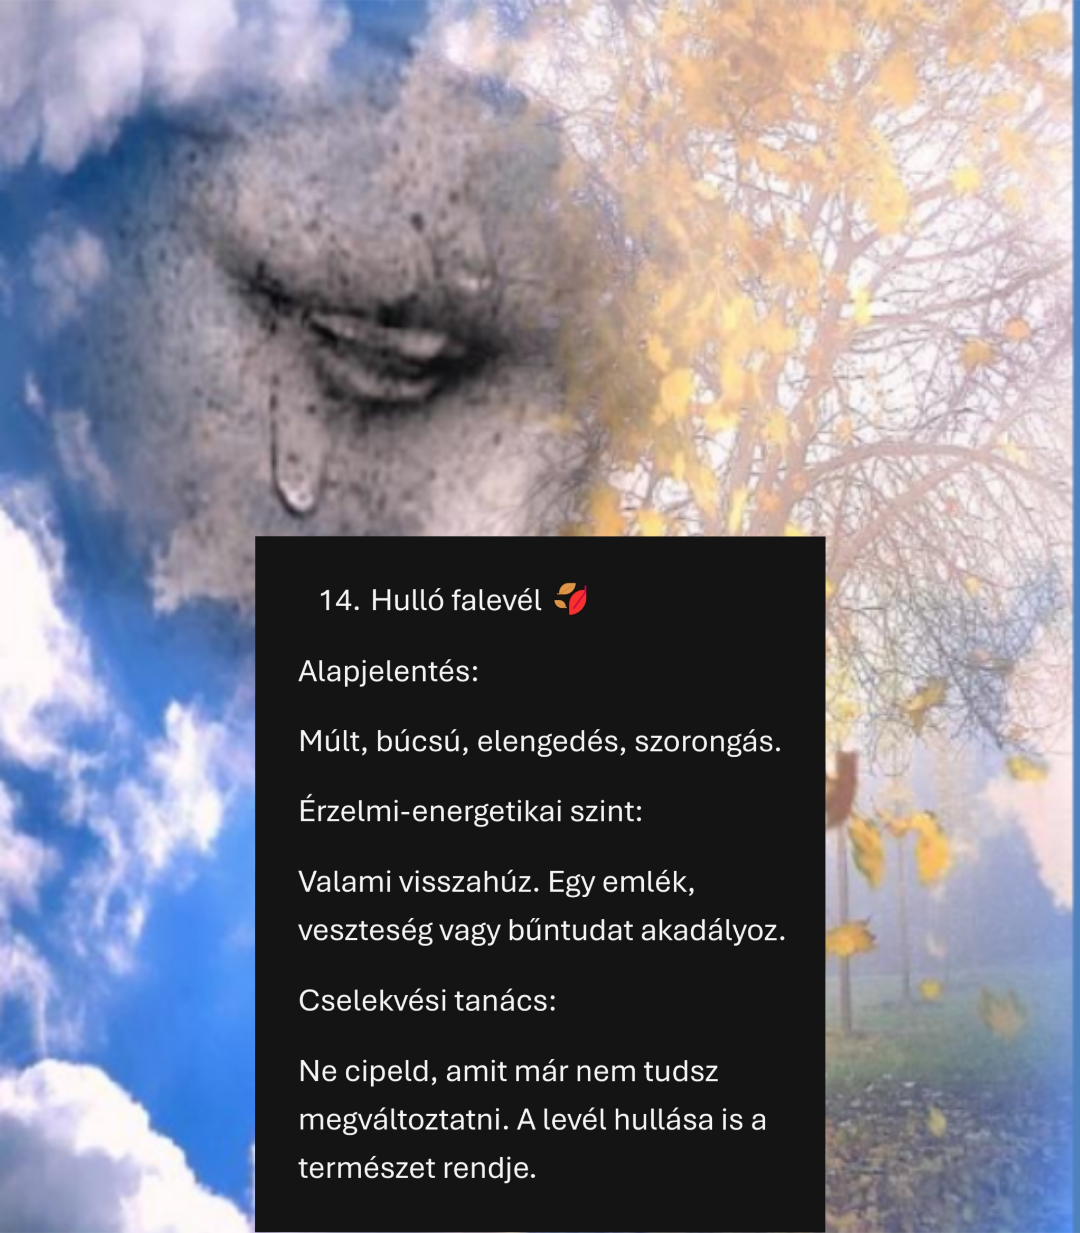 14. Hulló falevél 🍂
Alapjelentés:
Múlt, búcsú, elengedés, szorongás.
Érzelmi-energetikai szint:
Valami visszahúz. Egy emlék,
veszteség vagy bűntudat akadályoz.
Cselekvési tanács:
Ne cipeld, amit már nem tudsz
megváltoztatni. A levél hullása is a
természet rendje.